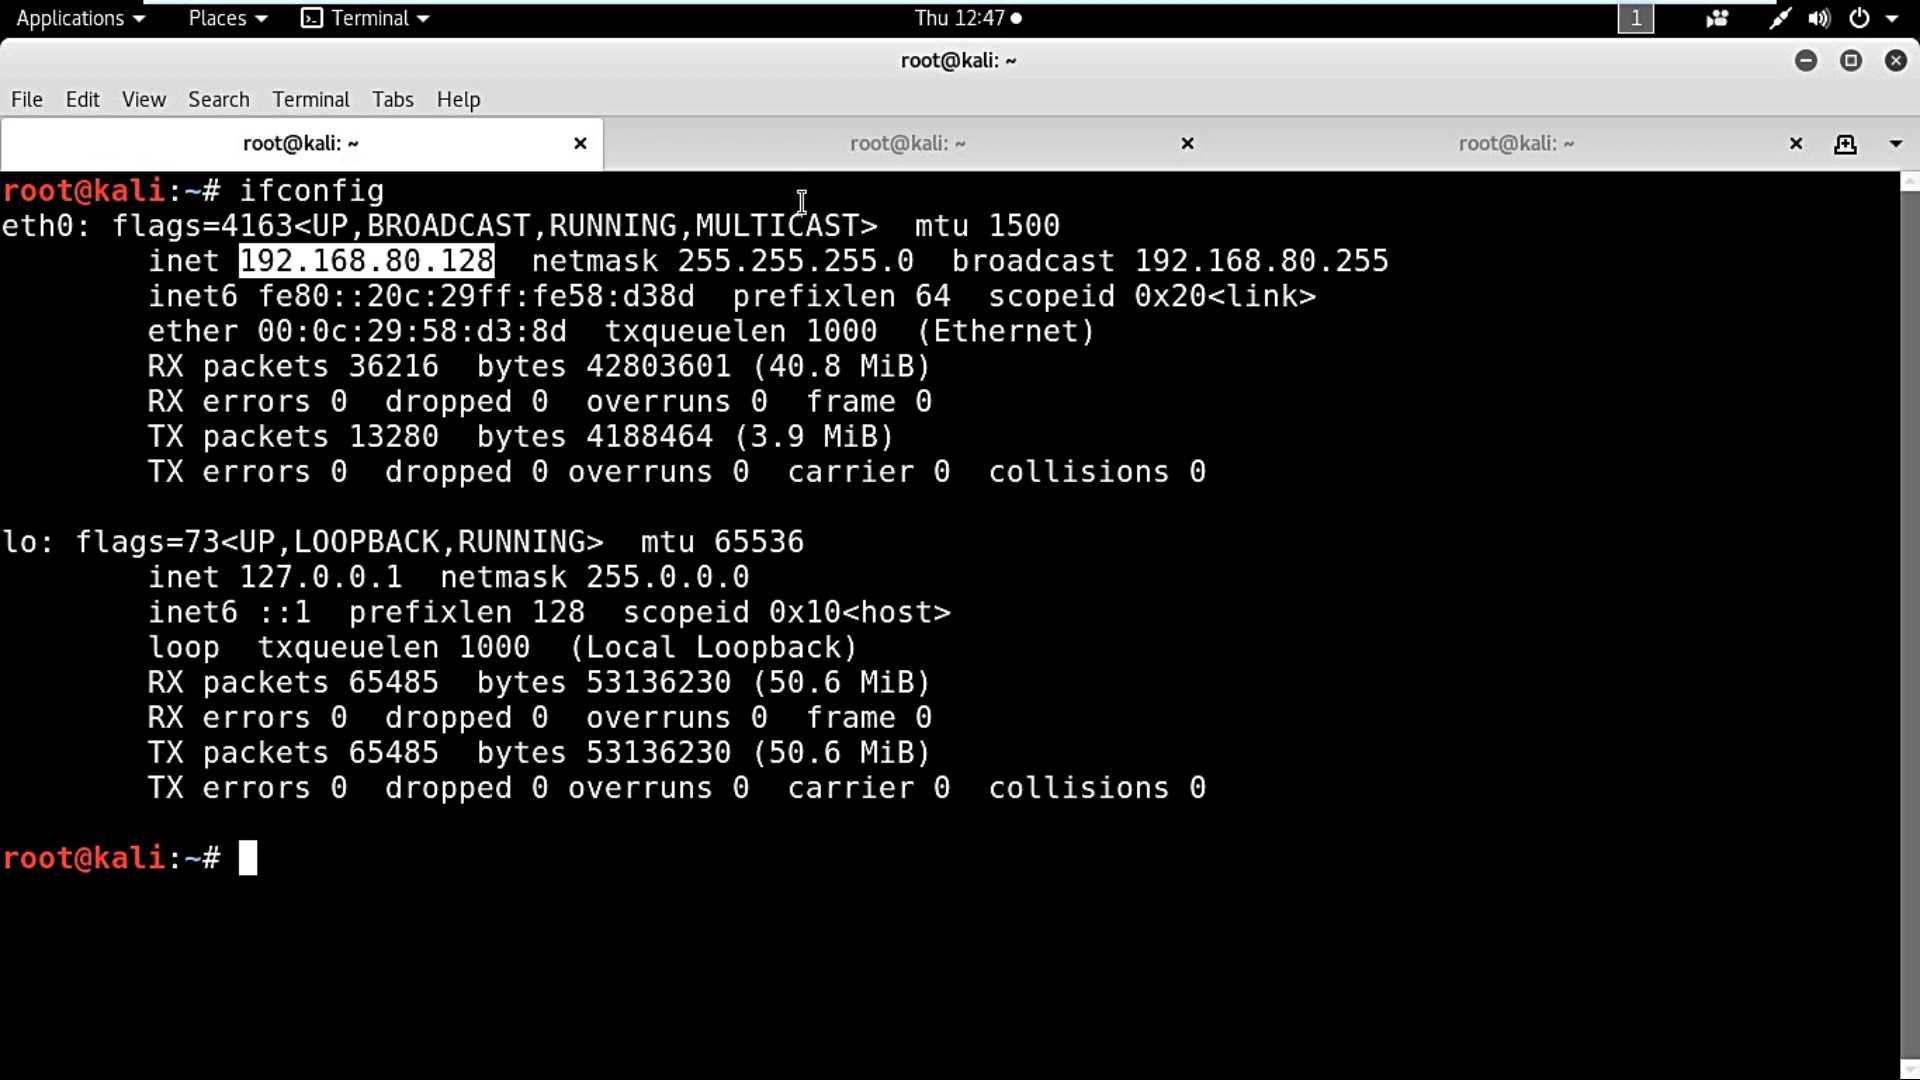 Applications Places Terminal Thu 12:47 1
root@kali: ~
File Edit View Search Terminal Tabs Help
root@kali: ~ root@kali: ~ root@kali: ~
root@kali:~# ifconfig
eth0: flags=4163<UP,BROADCAST,RUNNING,MULTICAST>  mtu 1500
        inet 192.168.80.128  netmask 255.255.255.0  broadcast 192.168.80.255
        inet6 fe80::20c:29ff:fe58:d38d  prefixlen 64  scopeid 0x20<link>
        ether 00:0c:29:58:d3:8d  txqueuelen 1000  (Ethernet)
        RX packets 36216  bytes 42803601 (40.8 MiB)
        RX errors 0  dropped 0  overruns 0  frame 0
        TX packets 13280  bytes 4188464 (3.9 MiB)
        TX errors 0  dropped 0 overruns 0  carrier 0  collisions 0
lo: flags=73<UP,LOOPBACK,RUNNING>  mtu 65536
        inet 127.0.0.1  netmask 255.0.0.0
        inet6 ::1  prefixlen 128  scopeid 0x10<host>
        loop  txqueuelen 1000  (Local Loopback)
        RX packets 65485  bytes 53136230 (50.6 MiB)
        RX errors 0  dropped 0  overruns 0  frame 0
        TX packets 65485  bytes 53136230 (50.6 MiB)
        TX errors 0  dropped 0 overruns 0  carrier 0  collisions 0
root@kali:~#